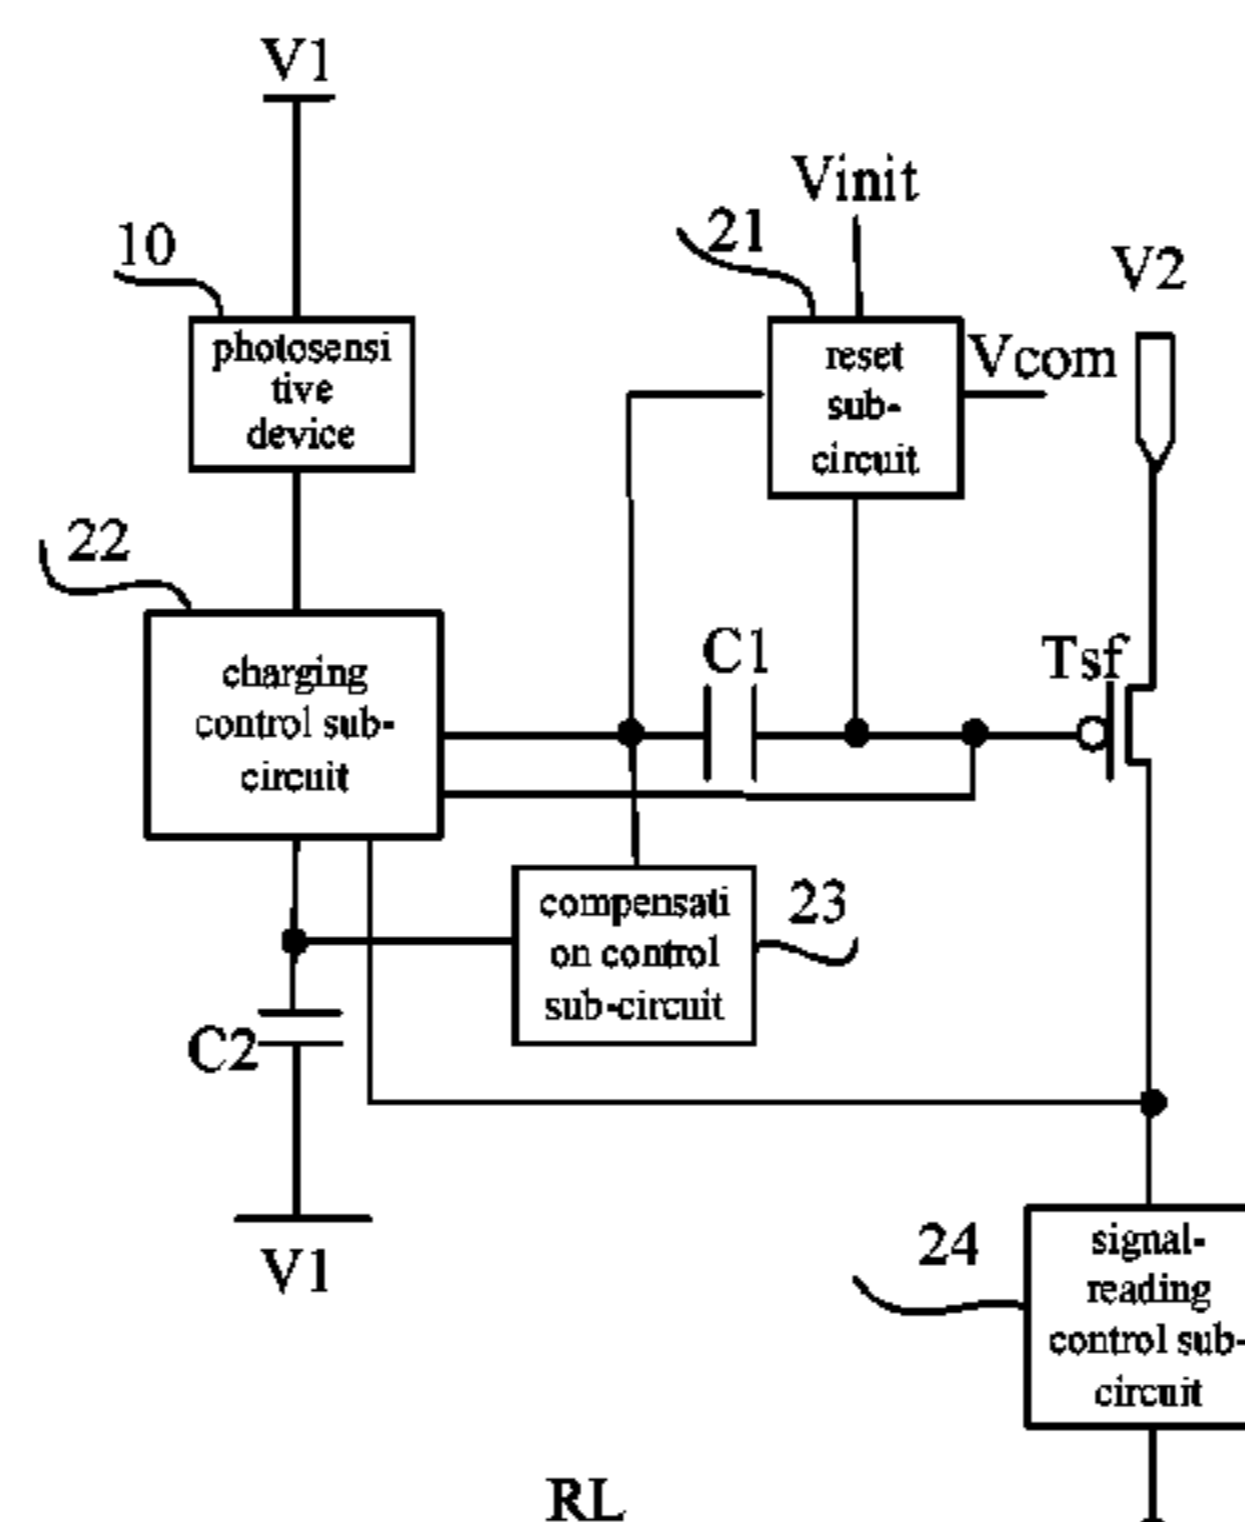 V1
Vinit
21
10
V2
photosensi
tive
device
reset
sub-
circuit
Vcom
22
C1
Tsf
charging
control sub-
circuit
compensati
on control
sub-circuit
23
C2
V1
24
signal-
reading
control sub-
circuit
RL